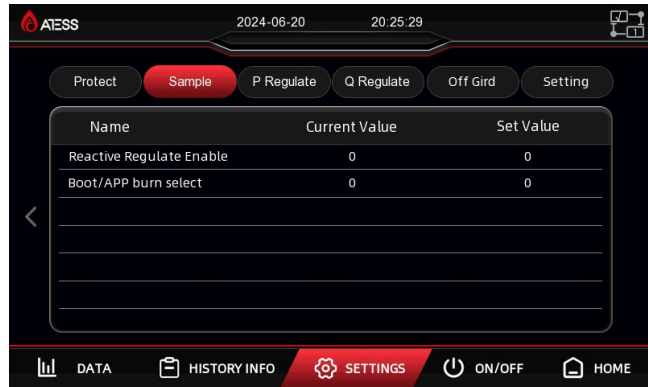 ATESS 2024-06-20 20:25:29
1
Protect Sample P Regulate Q Regulate Off Gird Setting
Name Current Value Set Value
Reactive Regulate Enable 0 0
Boot/APP burn select 0 0
DATA HISTORY INFO SETTINGS ON/OFF HOME